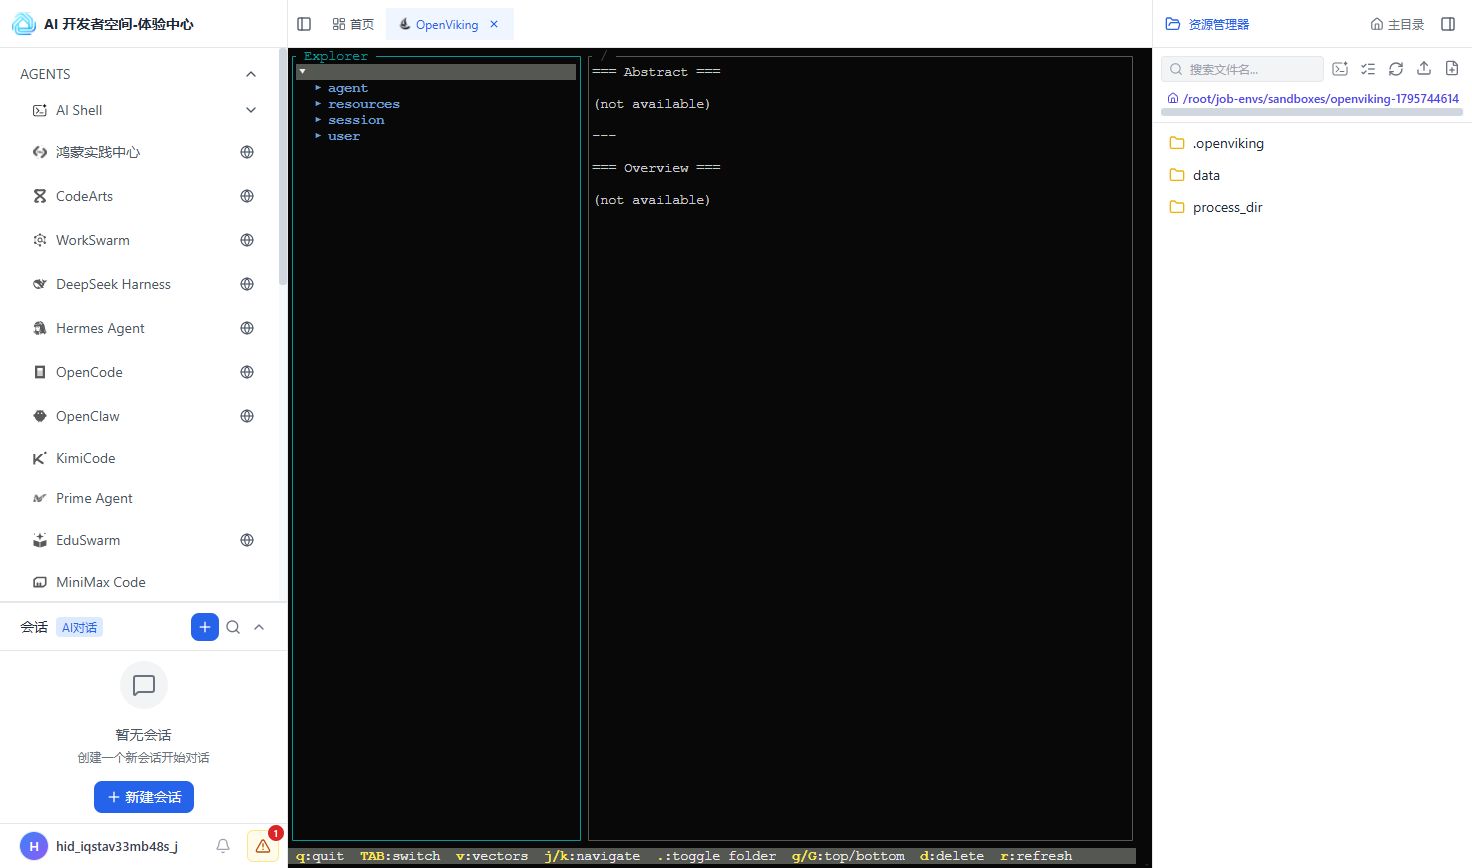 AI 开发者空间-体验中心
AGENTS
AI Shell
鸿蒙实践中心
CodeArts
WorkSwarm
DeepSeek Harness
Hermes Agent
OpenCode
OpenClaw
KimiCode
Prime Agent
EduSwarm
MiniMax Code
会话 AI对话
暂无会话
创建一个新会话开始对话
新建会话
H hid_iqstav33mb48s_j 1
首页 OpenViking
Explorer
agent
resources
session
user
/
=== Abstract ===
(not available)
---
=== Overview ===
(not available)
q:quit TAB:switch v:vectors j/k:navigate .:toggle folder g/G:top/bottom d:delete r:refresh
资源管理器 主目录
搜索文件名...
/root/job-envs/sandboxes/openviking-1795744614
.openviking
data
process_dir